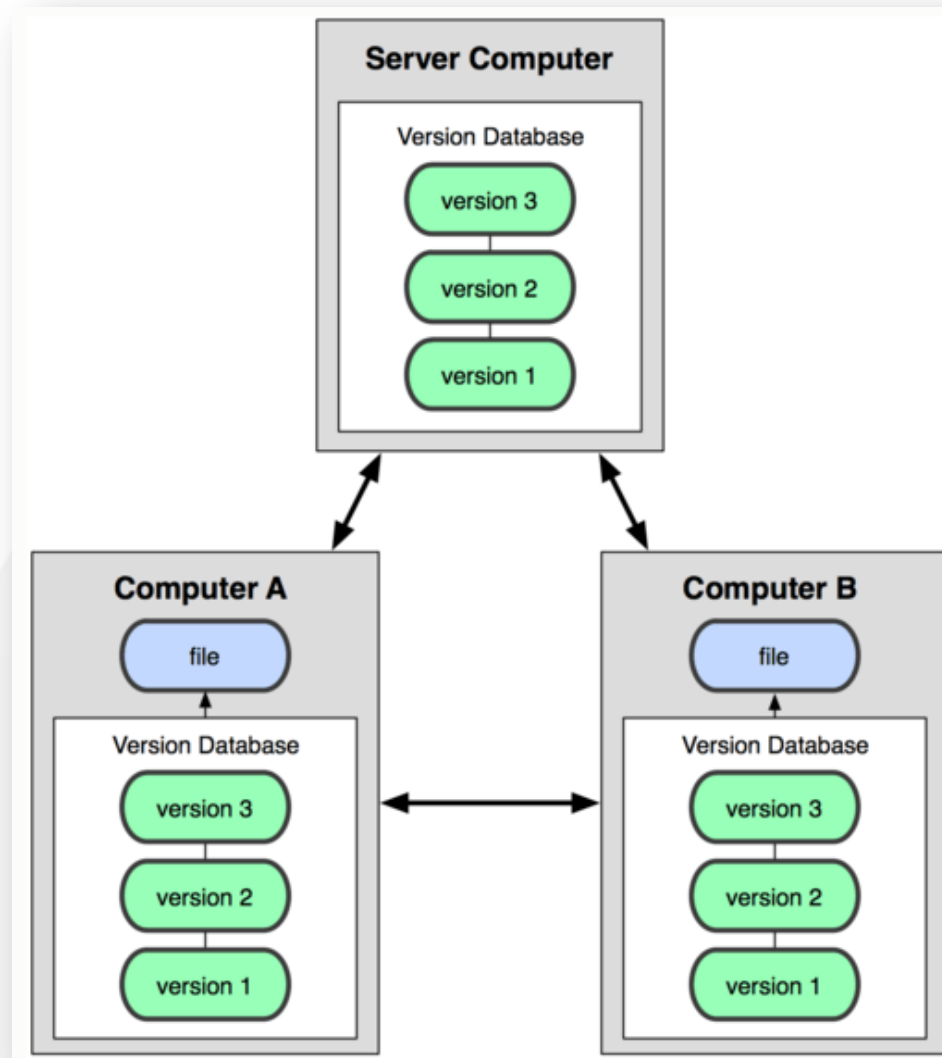 Server Computer
Version Database
version 3
version 2
version 1
Computer A
file
Version Database
version 3
version 2
version 1
Computer B
file
Version Database
version 3
version 2
version 1